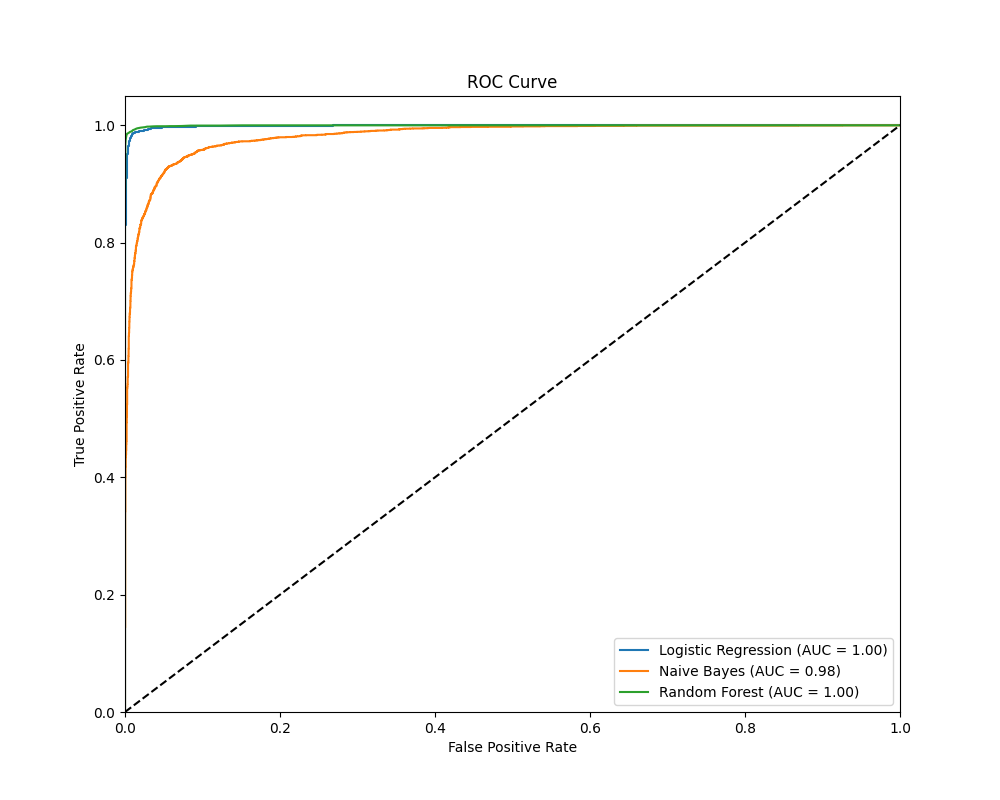 ROC Curve
True Positive Rate
1.0
0.8
0.6
0.4
0.2
0.0
0.0 0.2 0.4 0.6 0.8 1.0
False Positive Rate
Logistic Regression (AUC = 1.00)
Naive Bayes (AUC = 0.98)
Random Forest (AUC = 1.00)